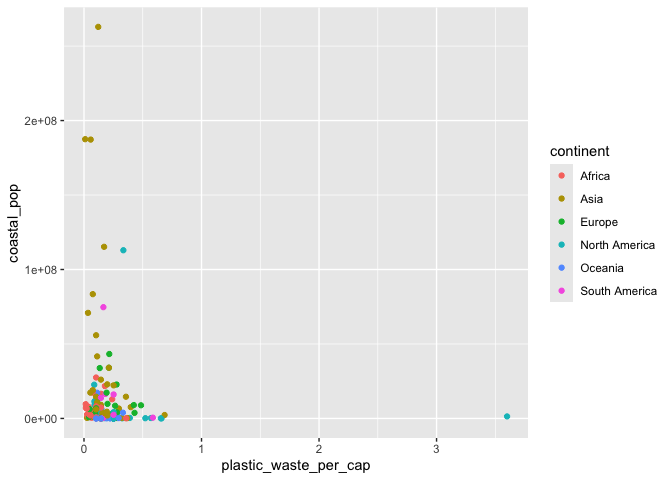 2e+08
1e+08
0e+00
coastal_pop
0
1
2
3
plastic_waste_per_cap
continent
Africa
Asia
Europe
North America
Oceania
South America